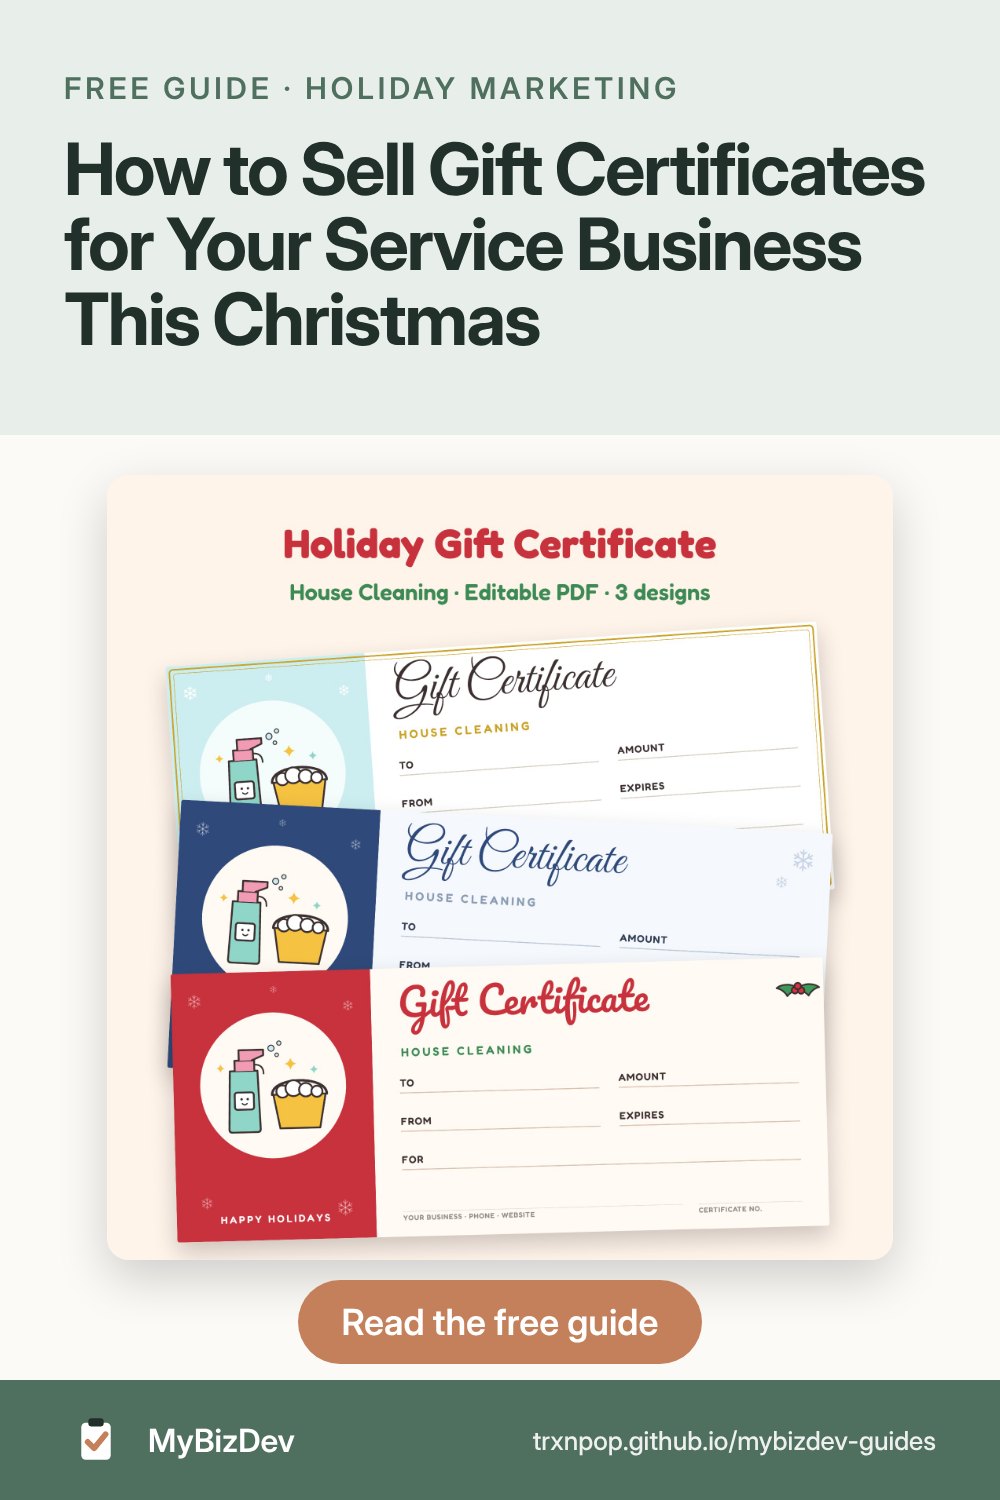 FREE GUIDE · HOLIDAY MARKETING
How to Sell Gift Certificates
for Your Service Business
This Christmas
Holiday Gift Certificate
House Cleaning · Editable PDF · 3 designs
Gift Certificate
HOUSE CLEANING
TO
AMOUNT
FROM
EXPIRES
Gift Certificate
HOUSE CLEANING
TO
AMOUNT
FROM
Gift Certificate
HOUSE CLEANING
TO
AMOUNT
FROM
EXPIRES
FOR
HAPPY HOLIDAYS
YOUR BUSINESS · PHONE · WEBSITE
CERTIFICATE NO.
Read the free guide
MyBizDev
trxnpop.github.io/mybizdev-guides